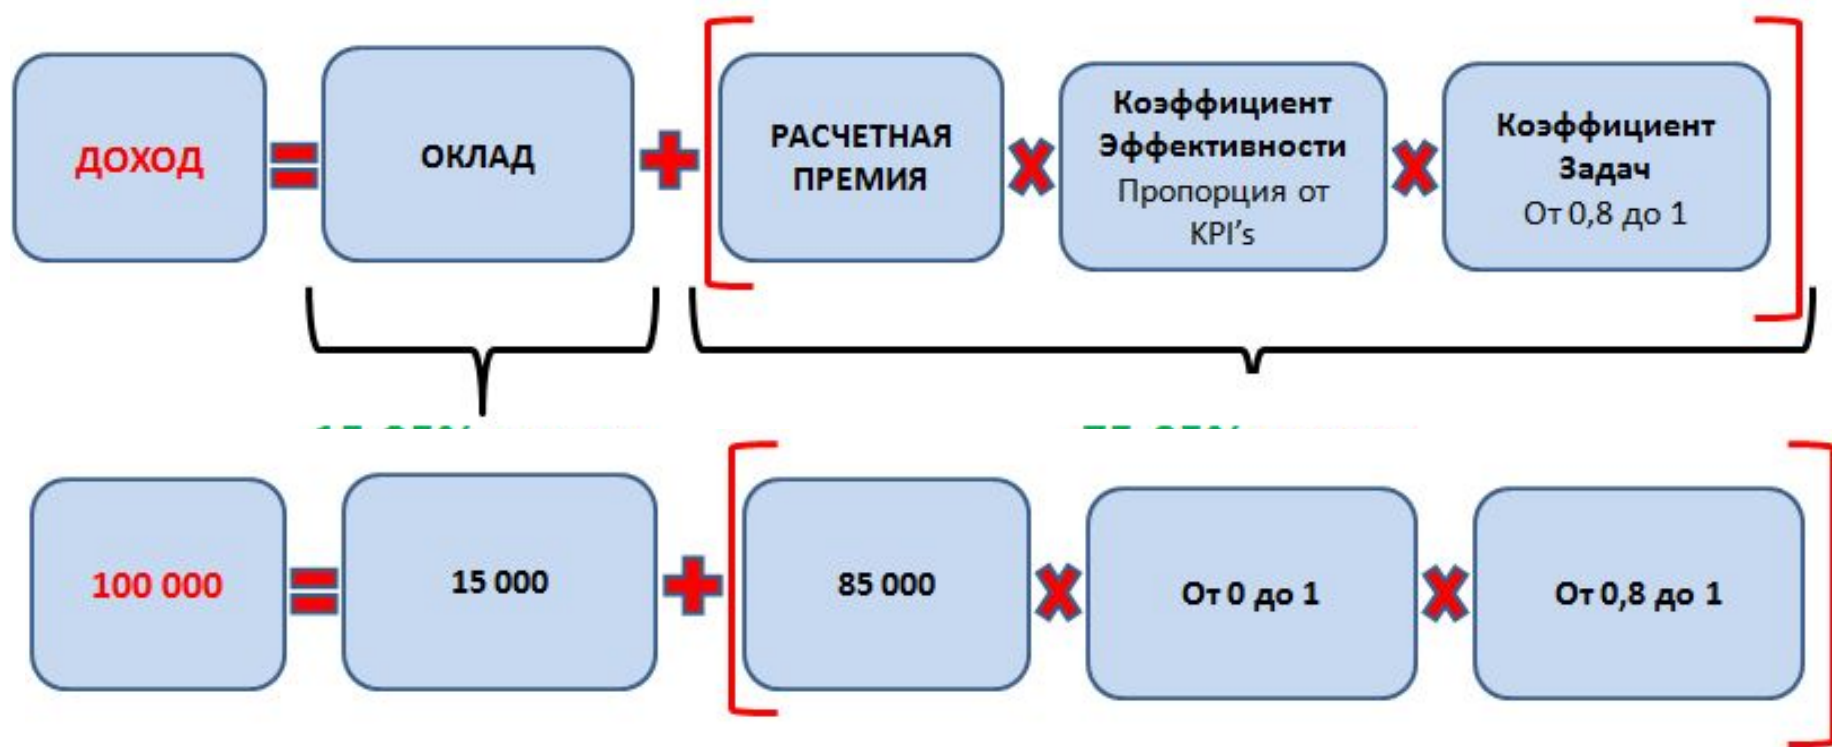 ДОХОД
ОКЛАД
РАСЧЕТНАЯ
ПРЕМИЯ
Коэффициент
Эффективности
Пропорция от
KPI's
Коэффициент
Задач
От 0,8 до 1
100 000
15 000
85 000
От 0 до 1
От 0,8 до 1